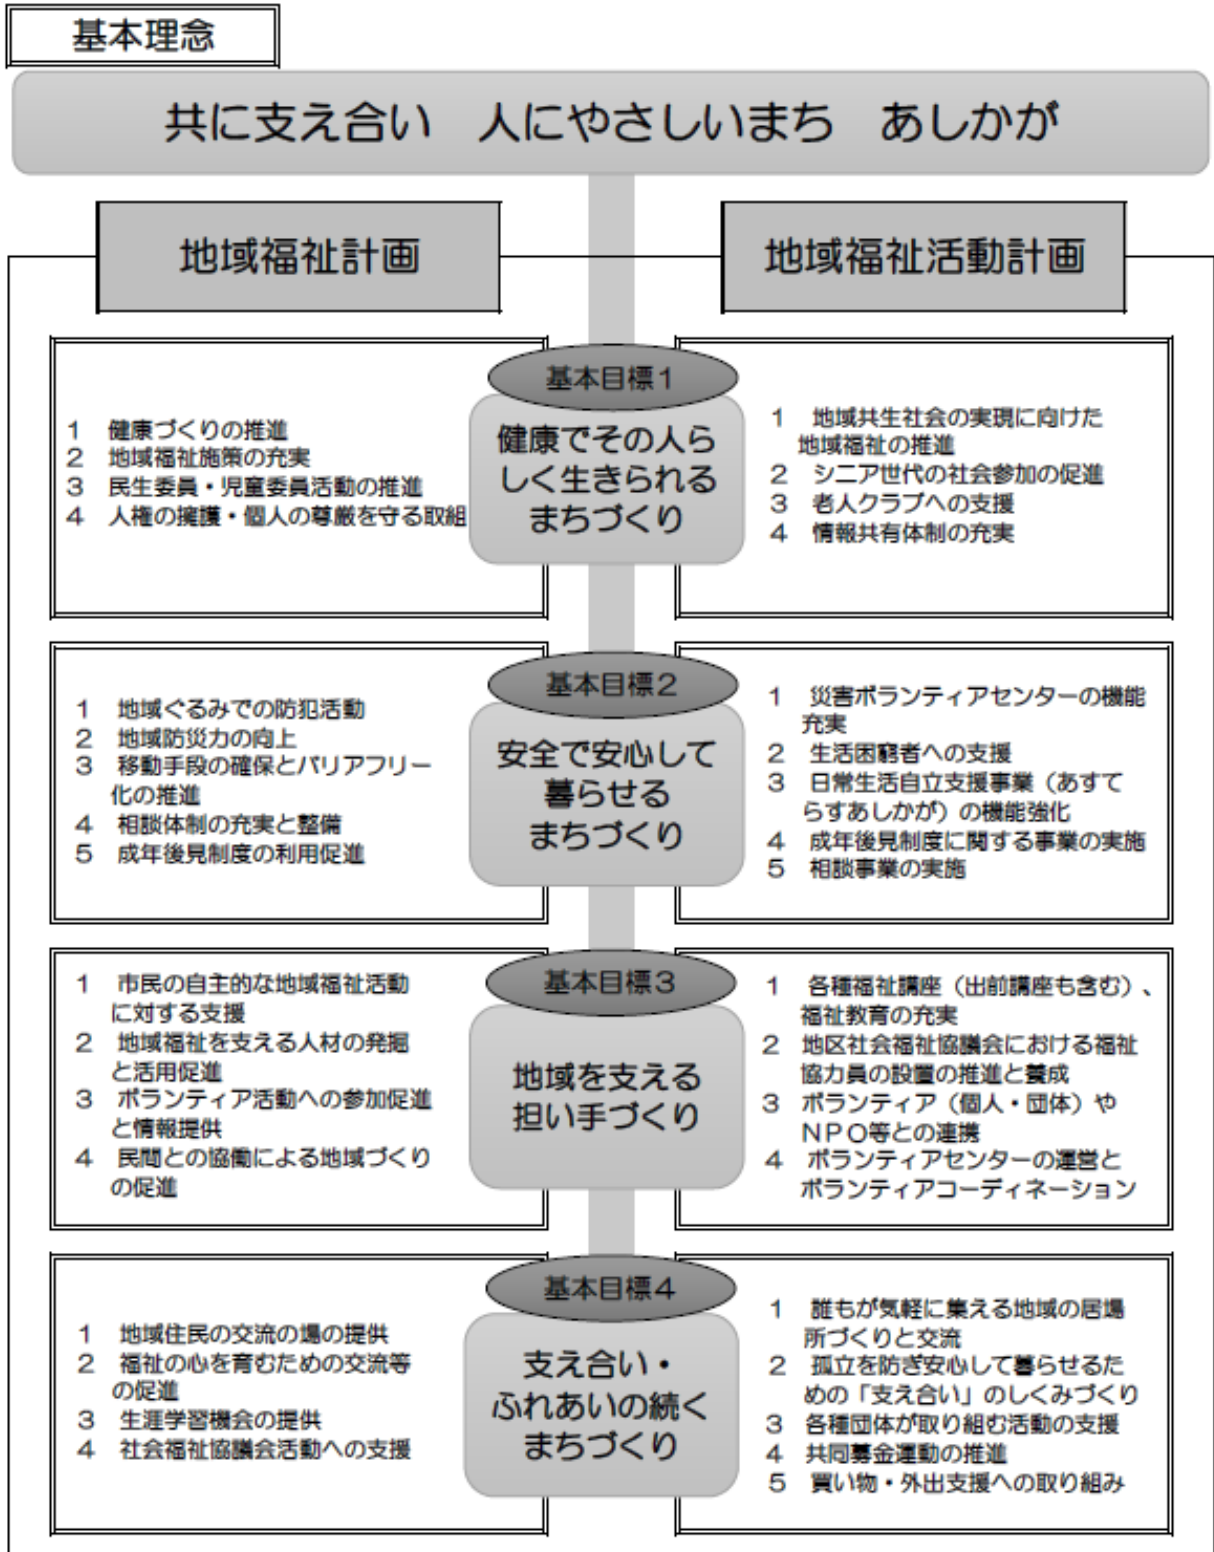 基本理念
共に支え合い　人にやさしいまち　あしかが
地域福祉計画
地域福祉活動計画
基本目標１
健康でその人ら
しく生きられる
まちづくり
１　健康づくりの推進
２　地域福祉施策の充実
３　民生委員・児童委員活動の推進
４　人権の擁護・個人の尊厳を守る取組
１　地域共生社会の実現に向けた
地域福祉の推進
２　シニア世代の社会参加の促進
３　老人クラブへの支援
４　情報共有体制の充実
基本目標２
安全で安心して
暮らせる
まちづくり
１　地域ぐるみでの防犯活動
２　地域防災力の向上
３　移動手段の確保とバリアフリー
化の推進
４　相談体制の充実と整備
５　成年後見制度の利用促進
１　災害ボランティアセンターの機能
充実
２　生活困窮者への支援
３　日常生活自立支援事業（あすて
らすあしかが）の機能強化
４　成年後見制度に関する事業の実施
５　相談事業の実施
基本目標３
地域を支える
担い手づくり
１　市民の自主的な地域福祉活動
に対する支援
２　地域福祉を支える人材の発掘
と活用促進
３　ボランティア活動への参加促進
と情報提供
４　民間との協働による地域づくり
の促進
１　各種福祉講座（出前講座も含む）、
福祉教育の充実
２　地区社会福祉協議会における福祉
協力員の設置の推進と養成
３　ボランティア（個人・団体）や
ＮＰＯ等との連携
４　ボランティアセンターの運営と
ボランティアコーディネーション
基本目標４
支え合い・
ふれあいの続く
まちづくり
１　地域住民の交流の場の提供
２　福祉の心を育むための交流等
の促進
３　生涯学習機会の提供
４　社会福祉協議会活動への支援
１　誰もが気軽に集える地域の居場
所づくりと交流
２　孤立を防ぎ安心して暮らせるた
めの「支え合い」のしくみづくり
３　各種団体が取り組む活動の支援
４　共同募金運動の推進
５　買い物・外出支援への取り組み